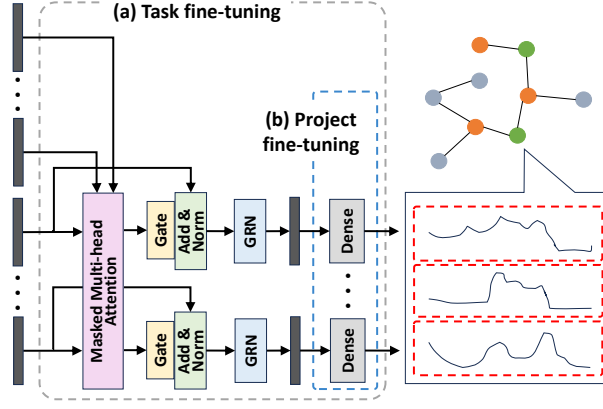 (a) Task fine-tuning
(b) Project
fine-tuning
Masked Multi-head
Attention
Gate
Add &
Norm
GRN
Dense
Gate
Add &
Norm
GRN
Dense